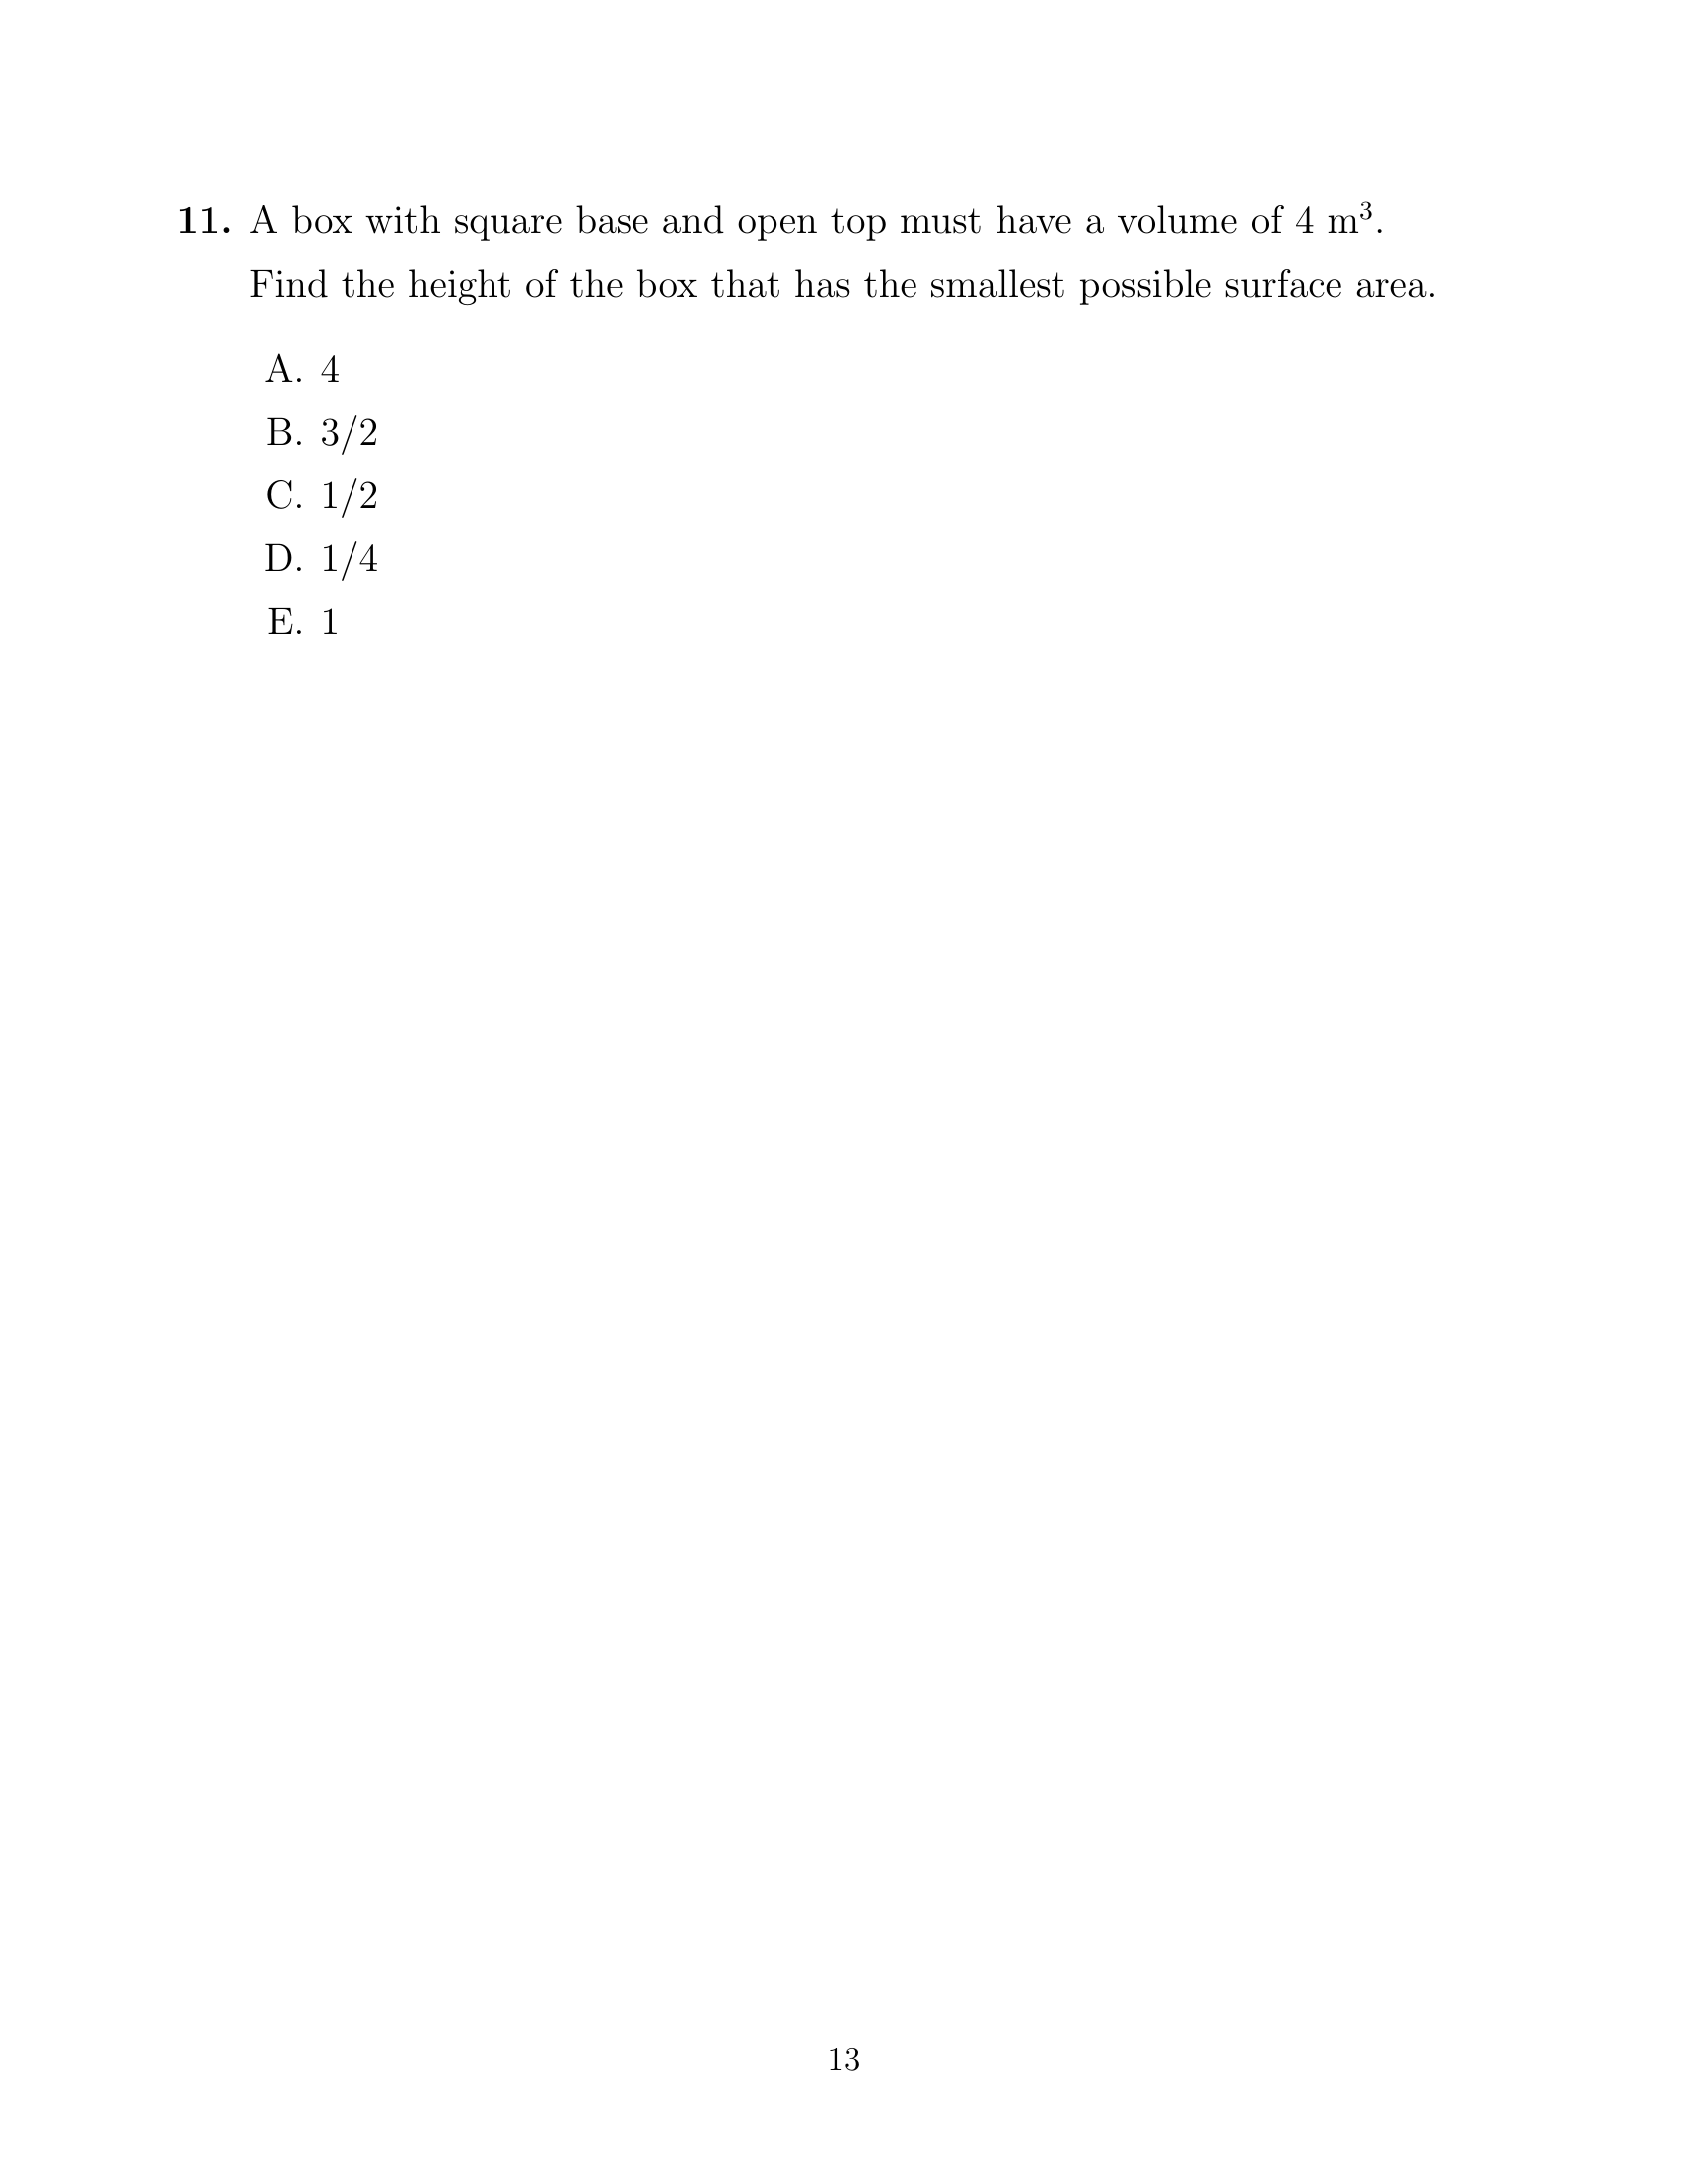 11. A box with square base and open top must have a volume of 4 m³.
Find the height of the box that has the smallest possible surface area.
A. 4
B. 3/2
C. 1/2
D. 1/4
E. 1
13